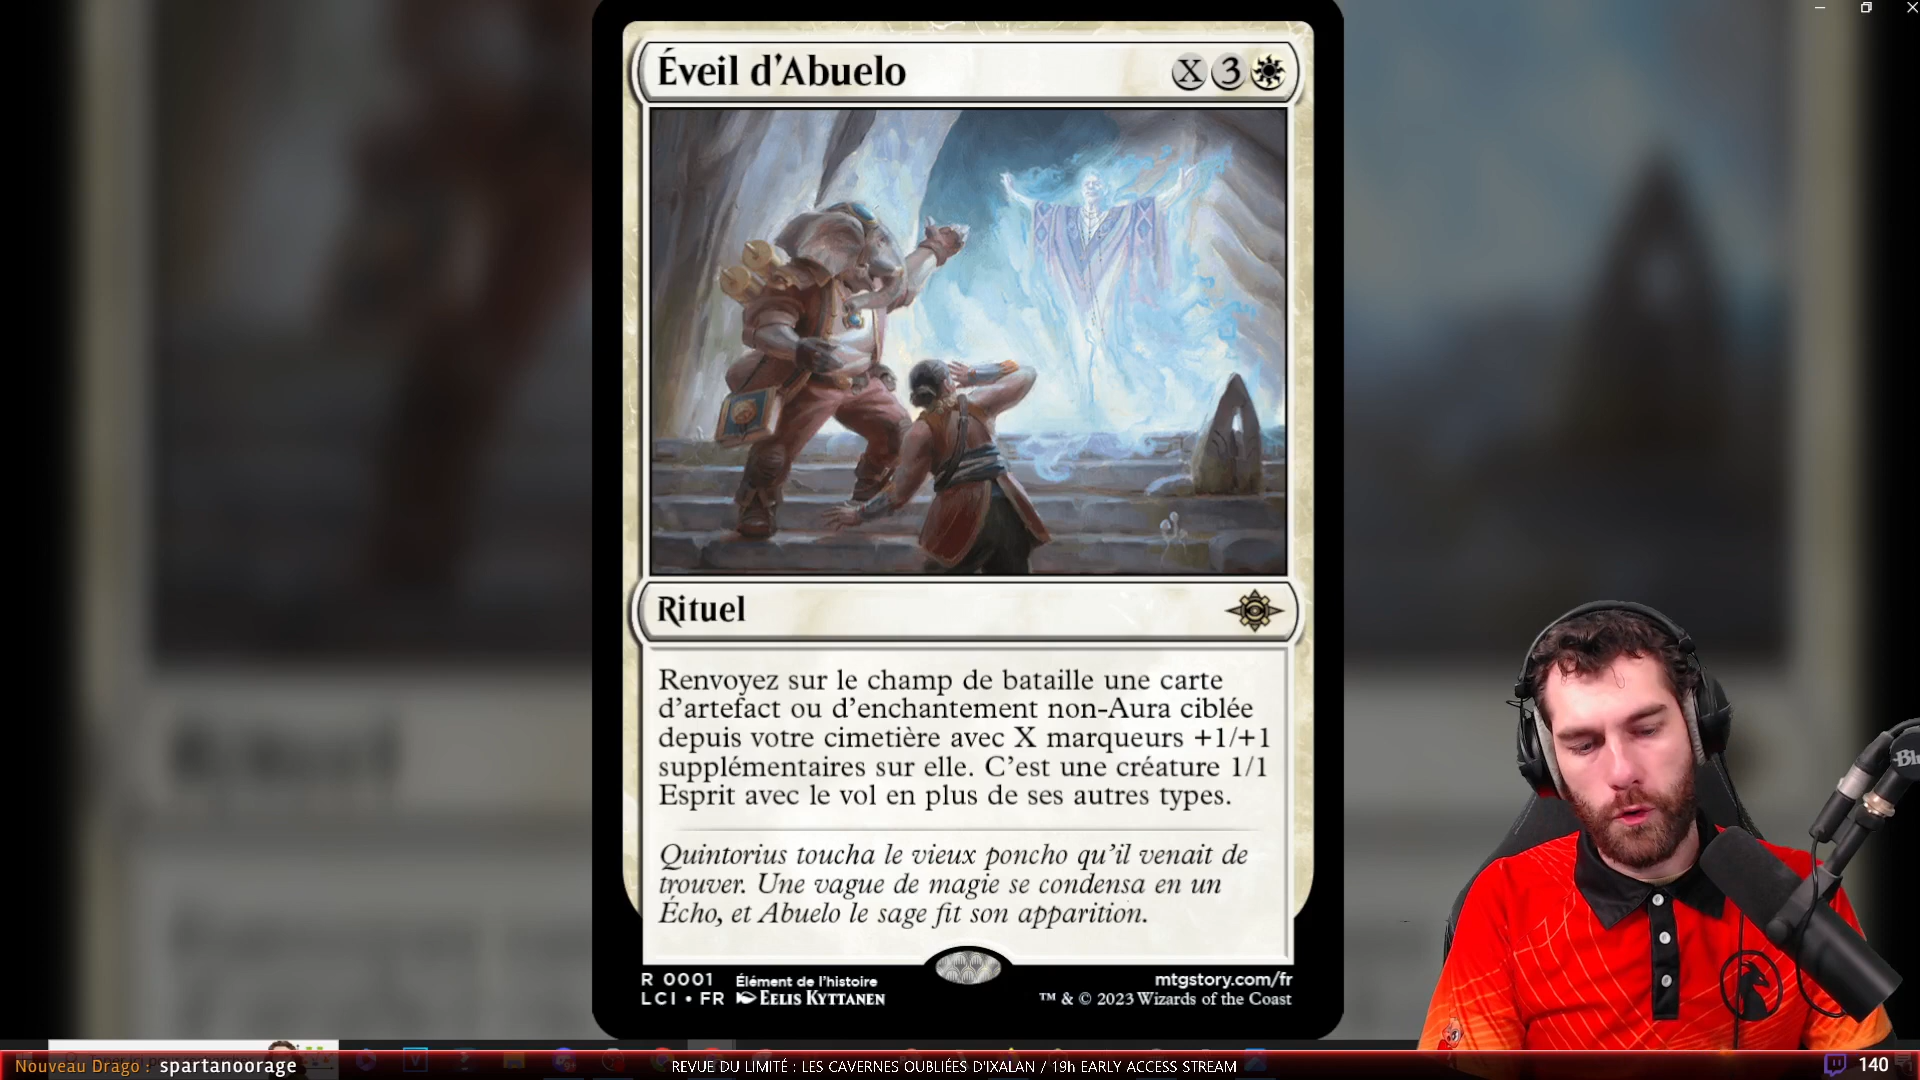 Éveil d'Abuelo
X 3
Rituel
Renvoyez sur le champ de bataille une carte
d'artefact ou d'enchantement non-Aura ciblée
depuis votre cimetière avec X marqueurs +1/+1
supplémentaires sur elle. C'est une créature 1/1
Esprit avec le vol en plus de ses autres types.
Quintorius toucha le vieux poncho qu'il venait de
trouver. Une vague de magie se condensa en un
Écho, et Abuelo le sage fit son apparition.
R 0001 Élément de l'histoire mtgstory.com/fr
LCI • FR EELIS KYTTANEN ™ & © 2023 Wizards of the Coast
Nouveau Drago : spartanoorage
REVUE DU LIMITÉ : LES CAVERNES OUBLIÉES D'IXALAN / 19h EARLY ACCESS STREAM
140